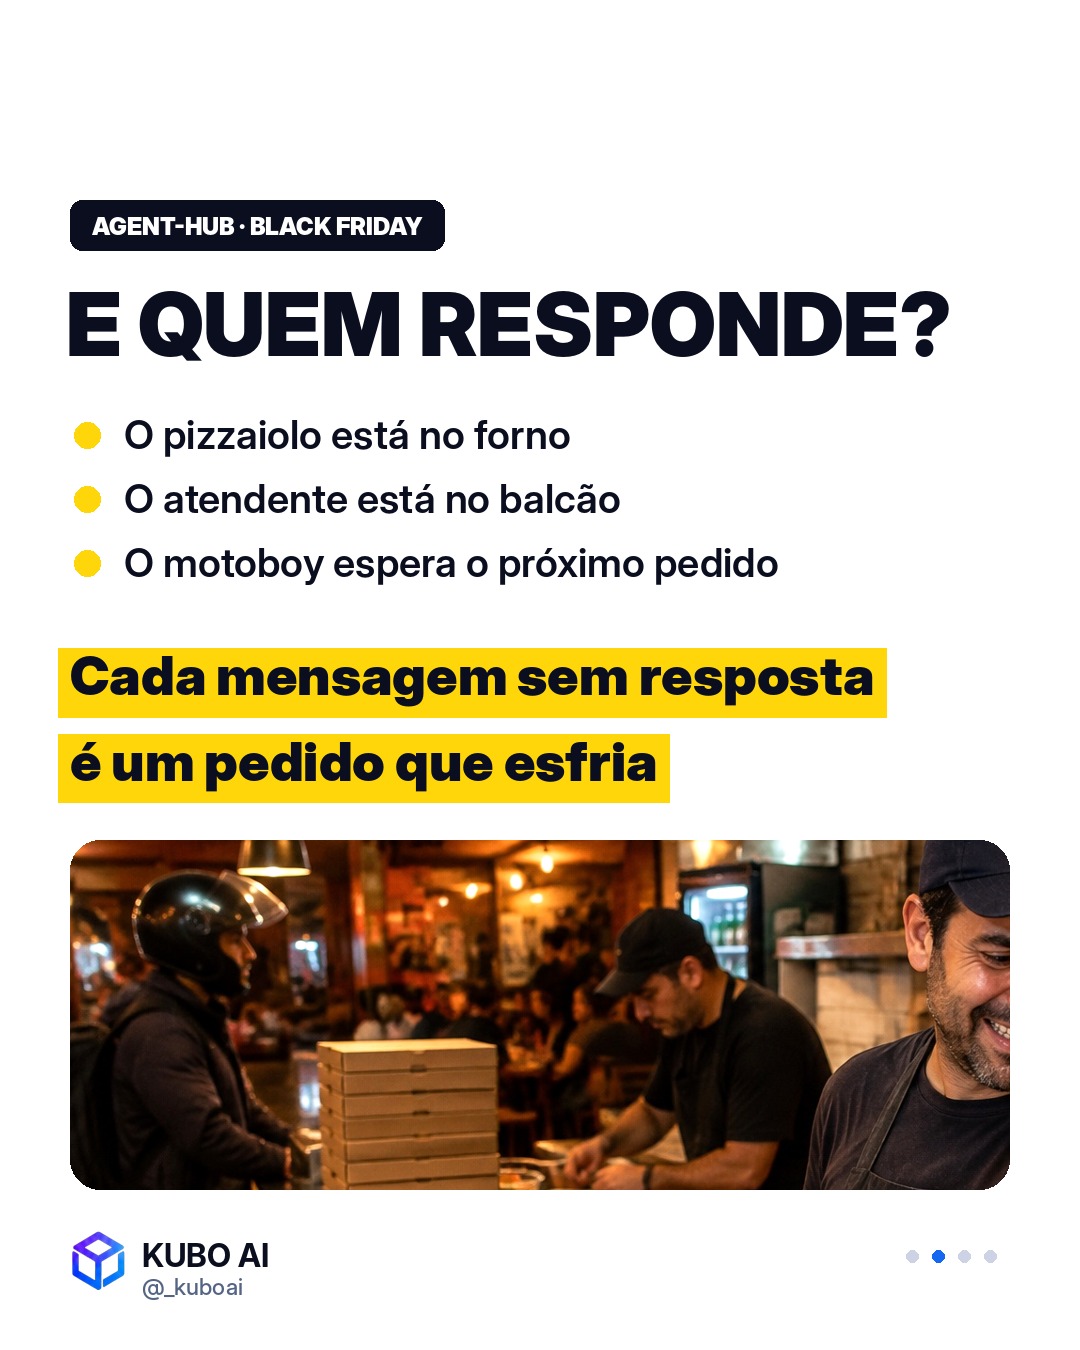 AGENT-HUB · BLACK FRIDAY
E QUEM RESPONDE?
O pizzaiolo está no forno
O atendente está no balcão
O motoboy espera o próximo pedido
Cada mensagem sem resposta
é um pedido que esfria
KUBO AI
@_kuboai